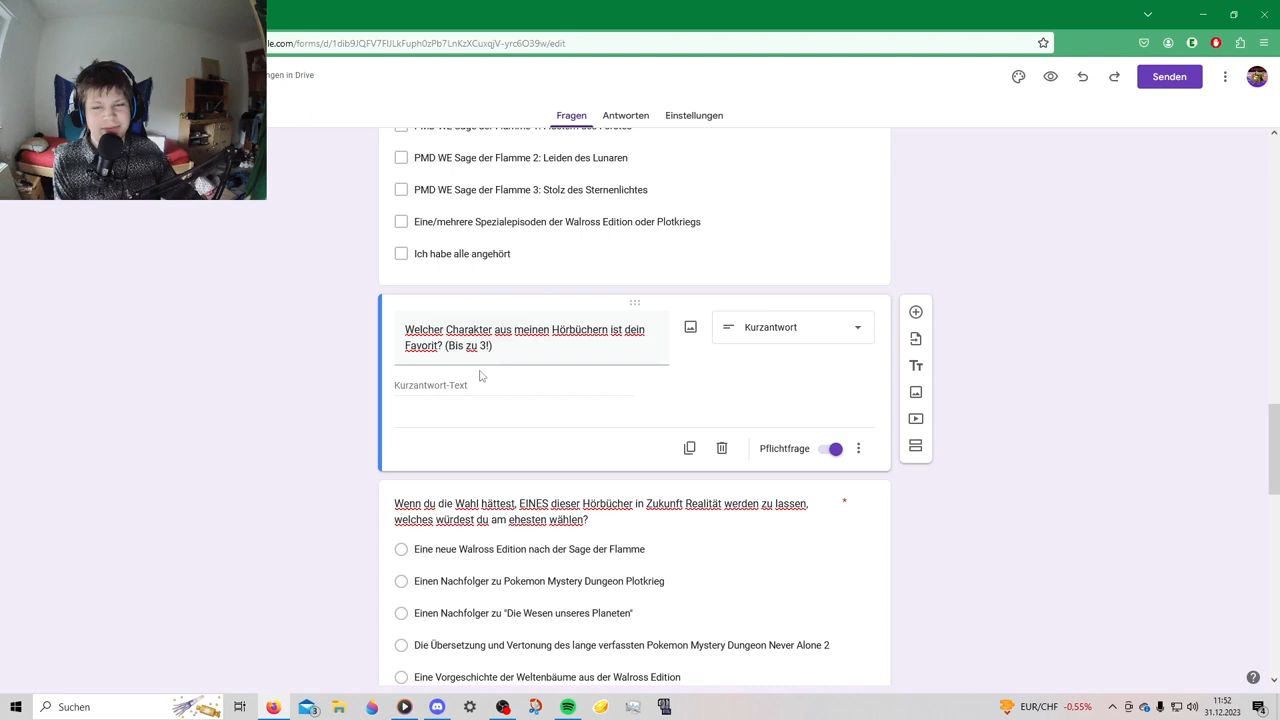 le.com/forms/d/1dib9JQFV7FIJLkFuph0zPb7LnKzXCuxqjV-yrc6O39w/edit
ngen in Drive
Senden
Fragen Antworten Einstellungen
PMD WE Sage der Flamme 2: Leiden des Lunaren
PMD WE Sage der Flamme 3: Stolz des Sternenlichtes
Eine/mehrere Spezialepisoden der Walross Edition oder Plotkriegs
Ich habe alle angehört
Welcher Charakter aus meinen Hörbüchern ist dein
Favorit? (Bis zu 3!)
Kurzantwort
Kurzantwort-Text
Pflichtfrage
Wenn du die Wahl hättest, EINES dieser Hörbücher in Zukunft Realität werden zu lassen, *
welches würdest du am ehesten wählen?
Eine neue Walross Edition nach der Sage der Flamme
Einen Nachfolger zu Pokemon Mystery Dungeon Plotkrieg
Einen Nachfolger zu "Die Wesen unseres Planeten"
Die Übersetzung und Vertonung des lange verfassten Pokemon Mystery Dungeon Never Alone 2
Eine Vorgeschichte der Weltenbäume aus der Walross Edition
Suchen
3
EUR/CHF -0.55%
11:52
31.12.2023
4